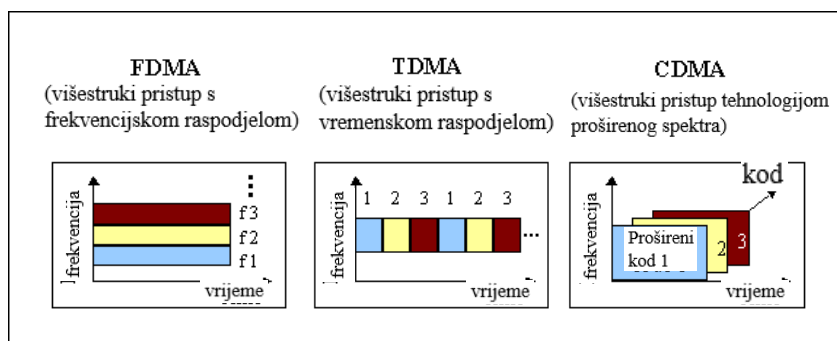 FDMA
(višestruki pristup s
frekvencijskom raspodjelom)
TDMA
(višestruki pristup s
vremenskom raspodjelom)
CDMA
(višestruki pristup tehnologijom
proširenog spektra)
frekvencija
f3
f2
f1
vrijeme
frekvencija
1 2 3 1 2 3
...
vrijeme
frekvencija
kod
Prošireni
kod 1
2
3
vrijeme